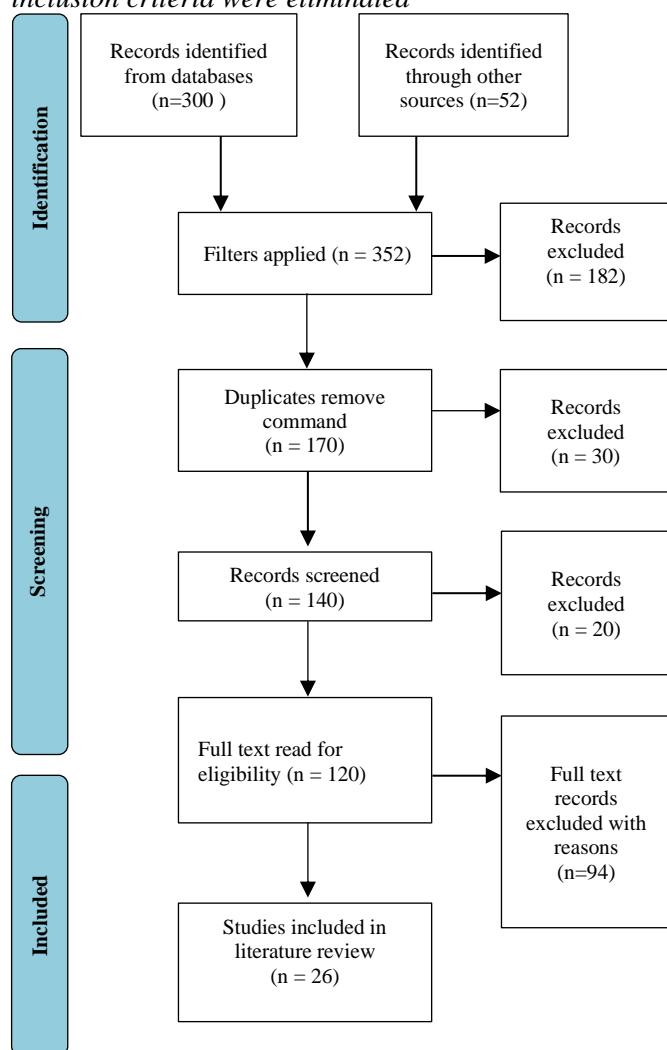 inclusion criteria were eliminated
Identification
Records identified
from databases
(n=300 )
Records identified
through other
sources (n=52)
Filters applied (n = 352)
Records
excluded
(n = 182)
Screening
Duplicates remove
command
(n = 170)
Records
excluded
(n = 30)
Records screened
(n = 140)
Records
excluded
(n = 20)
Full text read for
eligibility (n = 120)
Full text
records
excluded with
reasons
(n=94)
Included
Studies included in
literature review
(n = 26)